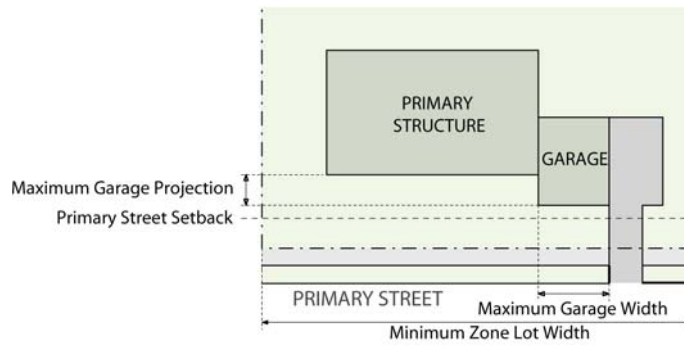 PRIMARY
STRUCTURE
GARAGE
Maximum Garage Projection
Primary Street Setback
PRIMARY STREET
Maximum Garage Width
Minimum Zone Lot Width